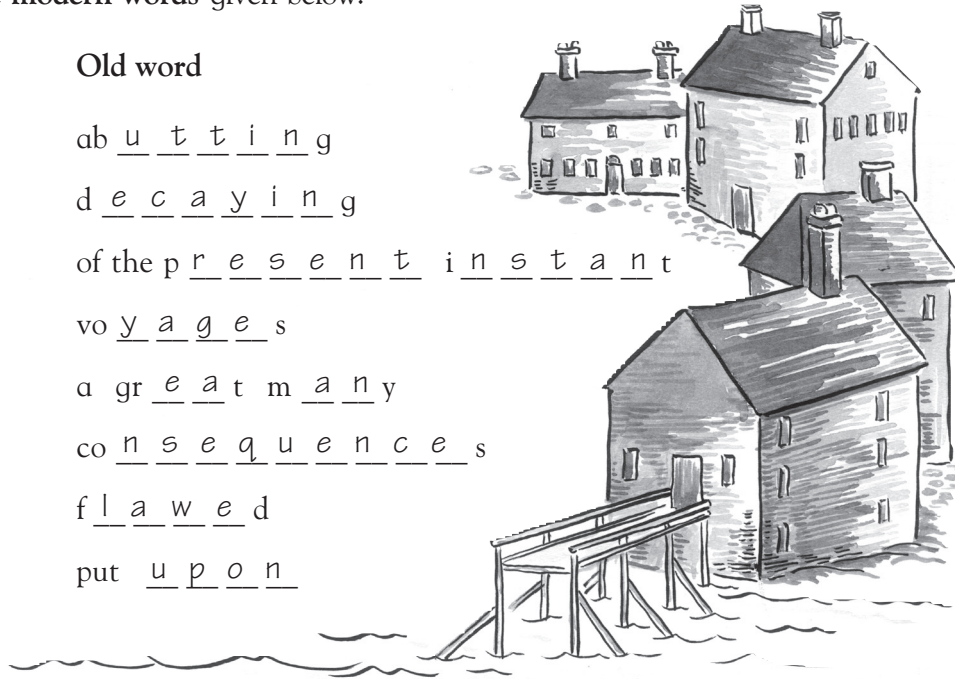 modern words given below.
Old word
abutting
decaying
of the present instant
voyages
a great many
consequences
flawed
put upon